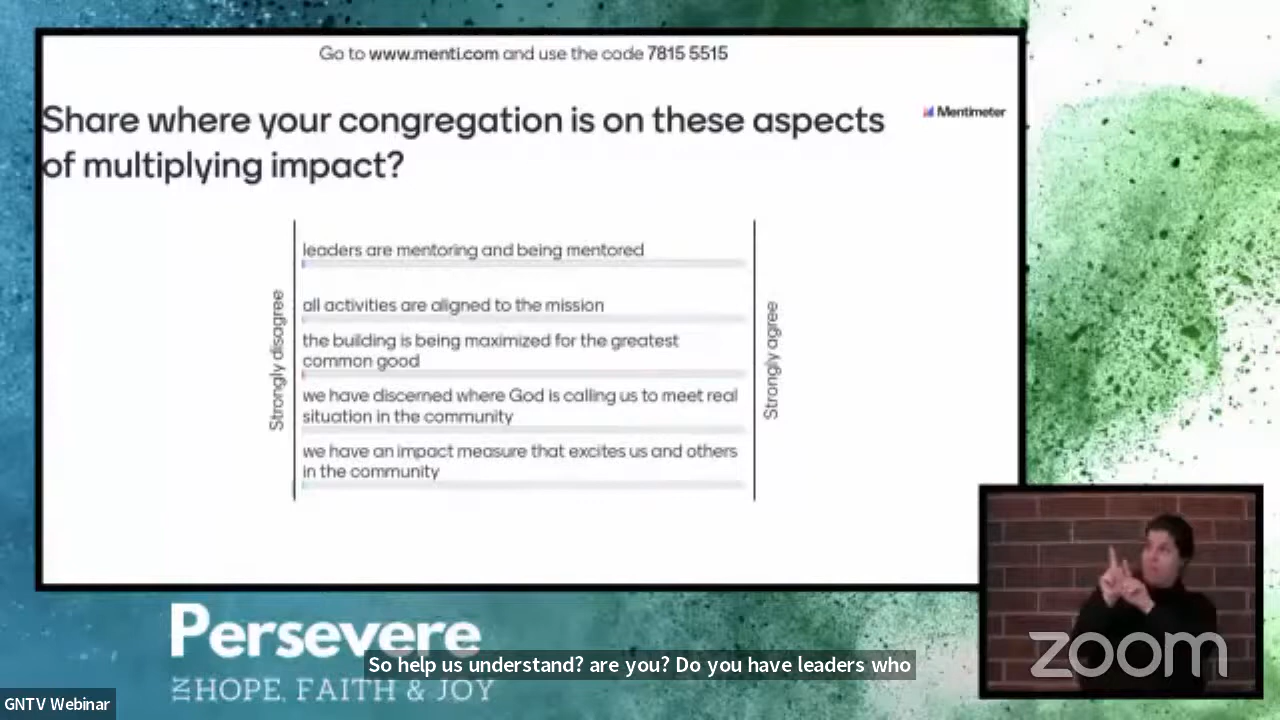 Go to www.menti.com and use the code 7815 5515
Mentimeter
Share where your congregation is on these aspects
of multiplying impact?
Strongly disagree
leaders are mentoring and being mentored
all activities are aligned to the mission
the building is being maximized for the greatest
common good
we have discerned where God is calling us to meet real
situation in the community
we have an impact measure that excites us and others
in the community
Strongly agree
Persevere
IN HOPE, FAITH & JOY
So help us understand? are you? Do you have leaders who
GNTV Webinar
zoom